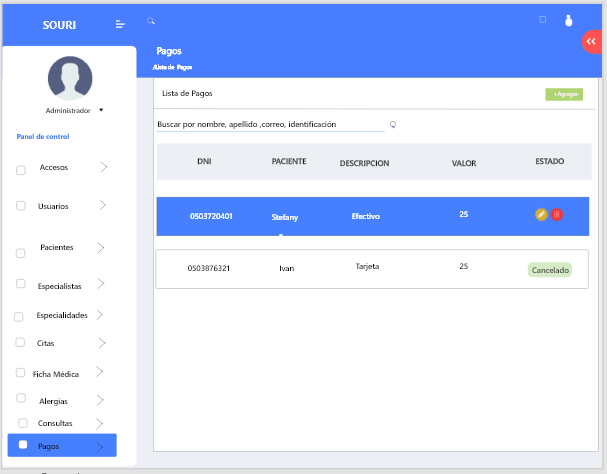 SOURI
Pagos
/Lista de Pagos
Administrador
Panel de control
Accesos
Usuarios
Pacientes
Especialistas
Especialidades
Citas
Ficha Médica
Alergias
Consultas
Pagos
Lista de Pagos
+Agregar
Buscar por nombre, apellido ,correo, identificación
DNI PACIENTE DESCRIPCION VALOR ESTADO
0503720401 Stefany Efectivo 25
0503876321 Ivan Tarjeta 25 Cancelado